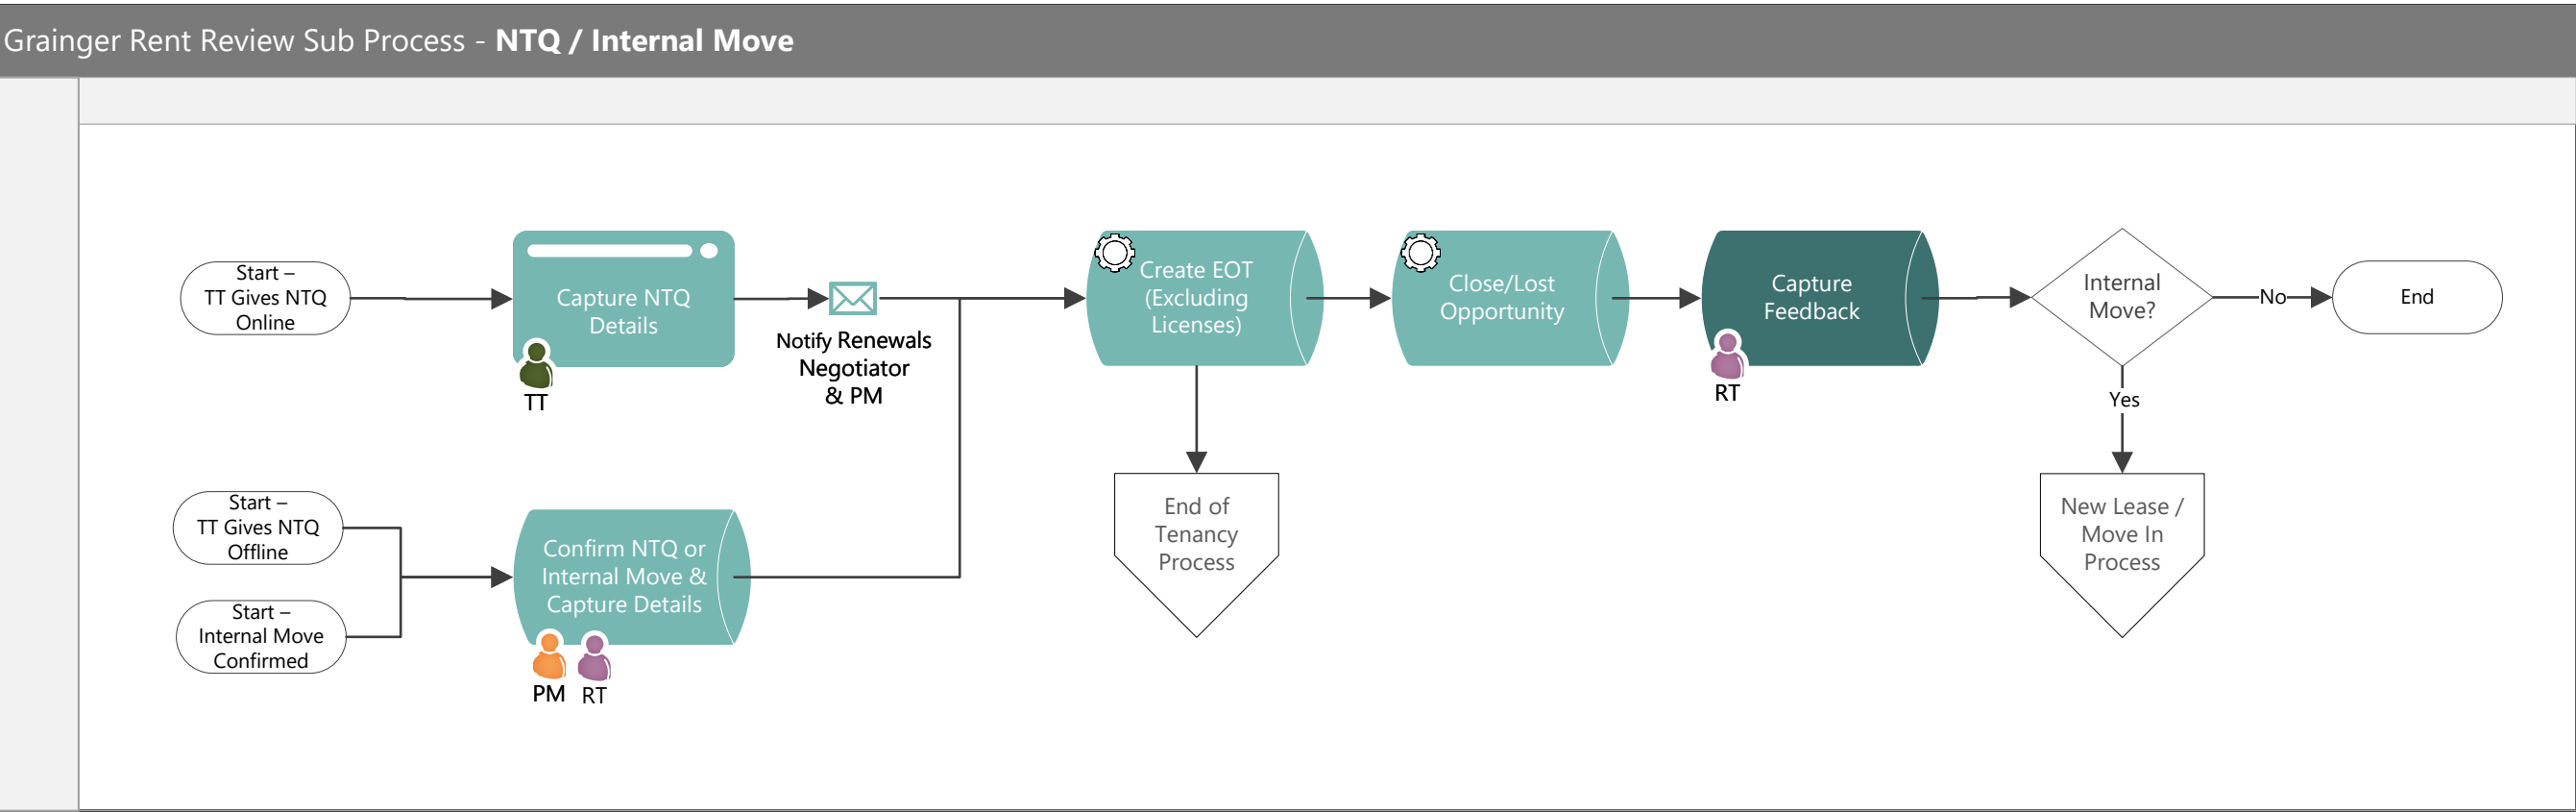 Grainger Rent Review Sub Process - NTQ / Internal Move
Start –
TT Gives NTQ
Online
Capture NTQ
Details
TT
Notify Renewals
Negotiator
& PM
Create EOT
(Excluding
Licenses)
Close/Lost
Opportunity
Capture
Feedback
RT
Internal
Move?
No
End
Yes
Start –
TT Gives NTQ
Offline
Start –
Internal Move
Confirmed
Confirm NTQ or
Internal Move &
Capture Details
PM
RT
End of
Tenancy
Process
New Lease /
Move In
Process